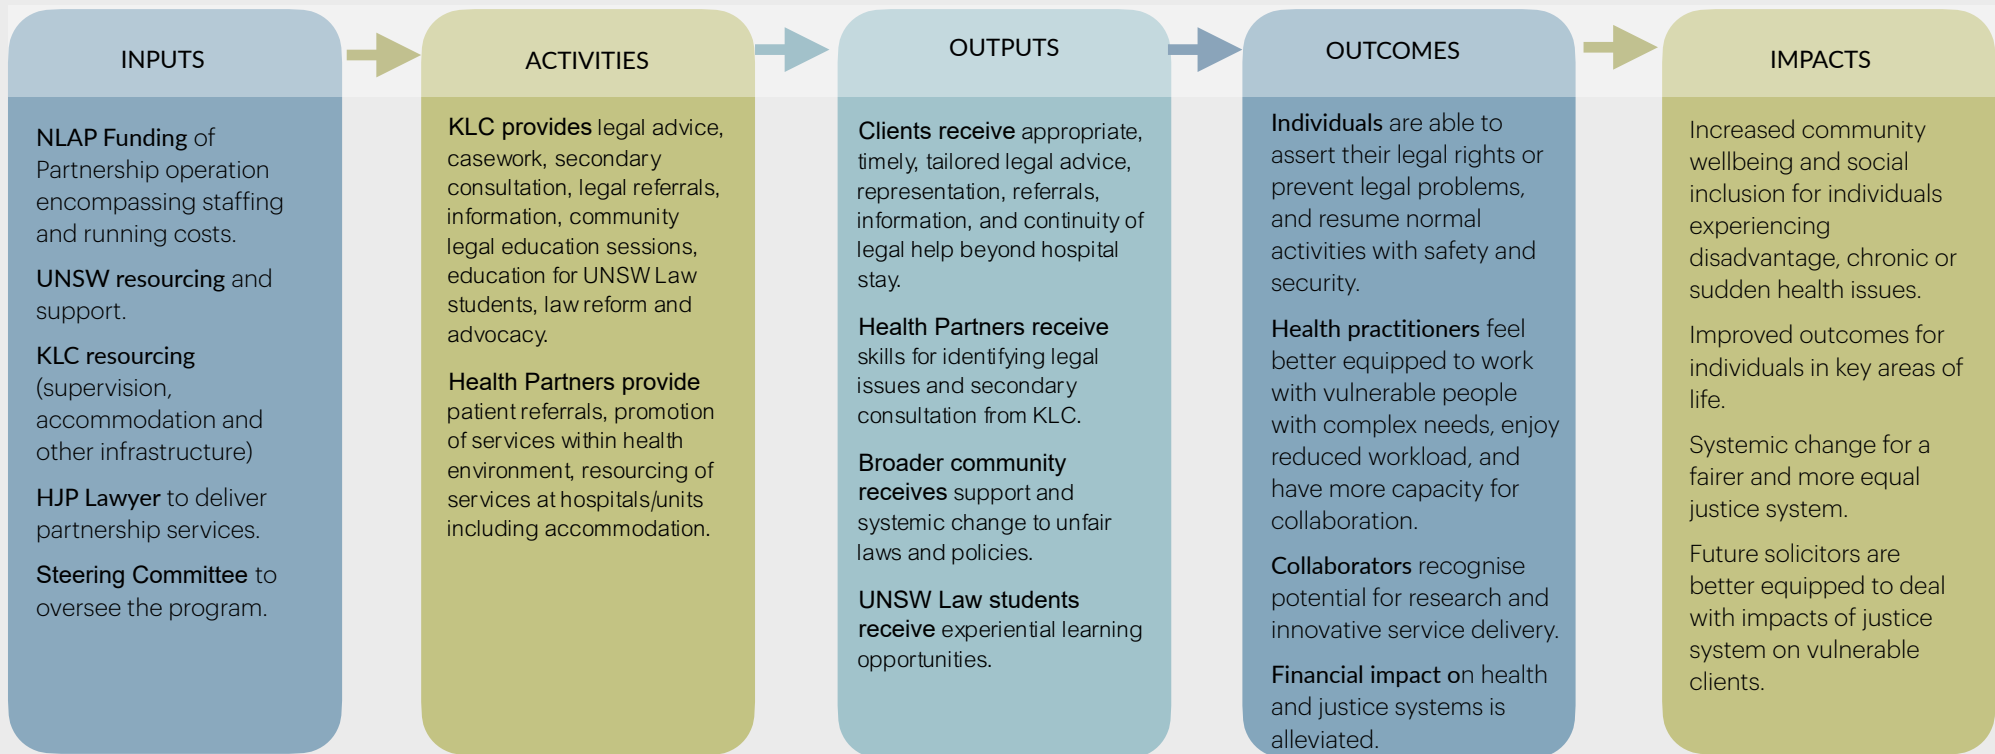 INPUTS
NLAP Funding of
Partnership operation
encompassing staffing
and running costs.
UNSW resourcing and
support.
KLC resourcing
(supervision,
accommodation and
other infrastructure)
HJP Lawyer to deliver
partnership services.
Steering Committee to
oversee the program.
ACTIVITIES
KLC provides legal advice,
casework, secondary
consultation, legal referrals,
information, community
legal education sessions,
education for UNSW Law
students, law reform and
advocacy.
Health Partners provide
patient referrals, promotion
of services within health
environment, resourcing of
services at hospitals/units
including accommodation.
OUTPUTS
Clients receive appropriate,
timely, tailored legal advice,
representation, referrals,
information, and continuity of
legal help beyond hospital
stay.
Health Partners receive
skills for identifying legal
issues and secondary
consultation from KLC.
Broader community
receives support and
systemic change to unfair
laws and policies.
UNSW Law students
receive experiential learning
opportunities.
OUTCOMES
Individuals are able to
assert their legal rights or
prevent legal problems,
and resume normal
activities with safety and
security.
Health practitioners feel
better equipped to work
with vulnerable people
with complex needs, enjoy
reduced workload, and
have more capacity for
collaboration.
Collaborators recognise
potential for research and
innovative service delivery.
Financial impact on health
and justice systems is
alleviated.
IMPACTS
Increased community
wellbeing and social
inclusion for individuals
experiencing
disadvantage, chronic or
sudden health issues.
Improved outcomes for
individuals in key areas of
life.
Systemic change for a
fairer and more equal
justice system.
Future solicitors are
better equipped to deal
with impacts of justice
system on vulnerable
clients.